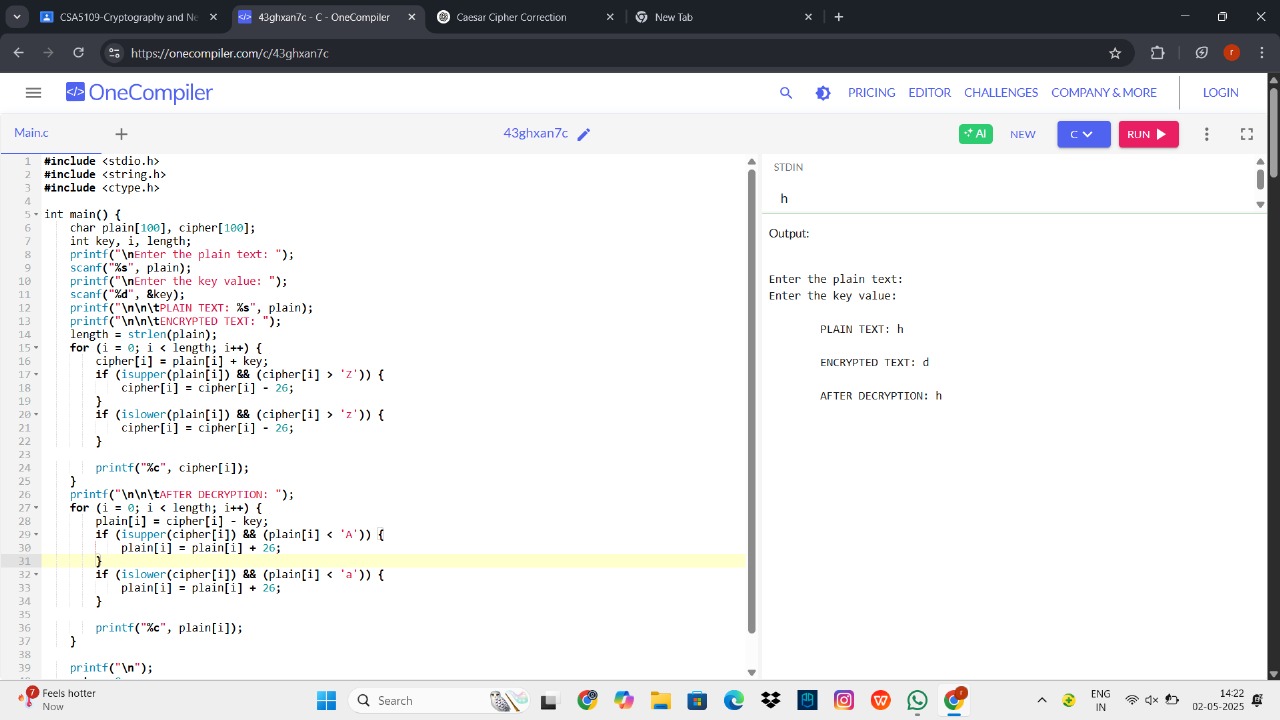 CSA5109-Cryptography and Ne
43ghxan7c - C - OneCompiler
Caesar Cipher Correction
New Tab
https://onecompiler.com/c/43ghxan7c
r
</> OneCompiler
PRICING
EDITOR
CHALLENGES
COMPANY & MORE
LOGIN
Main.c
43ghxan7c
AI
NEW
C
RUN
1 #include <stdio.h>
2 #include <string.h>
3 #include <ctype.h>
4
5 int main() {
6 char plain[100], cipher[100];
7 int key, i, length;
8 printf("\nEnter the plain text: ");
9 scanf("%s", plain);
10 printf("\nEnter the key value: ");
11 scanf("%d", &key);
12 printf("\n\n\tPLAIN TEXT: %s", plain);
13 printf("\n\n\tENCRYPTED TEXT: ");
14 length = strlen(plain);
15 for (i = 0; i < length; i++) {
16 cipher[i] = plain[i] + key;
17 if (isupper(plain[i]) && (cipher[i] > 'Z')) {
18 cipher[i] = cipher[i] - 26;
19 }
20 if (islower(plain[i]) && (cipher[i] > 'z')) {
21 cipher[i] = cipher[i] - 26;
22 }
23
24 printf("%c", cipher[i]);
25 }
26 printf("\n\n\tAFTER DECRYPTION: ");
27 for (i = 0; i < length; i++) {
28 plain[i] = cipher[i] - key;
29 if (isupper(cipher[i]) && (plain[i] < 'A')) {
30 plain[i] = plain[i] + 26;
31 }
32 if (islower(cipher[i]) && (plain[i] < 'a')) {
33 plain[i] = plain[i] + 26;
34 }
35
36 printf("%c", plain[i]);
37 }
38
39 printf("\n");
STDIN
h
Output:
Enter the plain text:
Enter the key value:
PLAIN TEXT: h
ENCRYPTED TEXT: d
AFTER DECRYPTION: h
7
Feels hotter
Now
Search
ENG
IN
14:22
02-05-2025